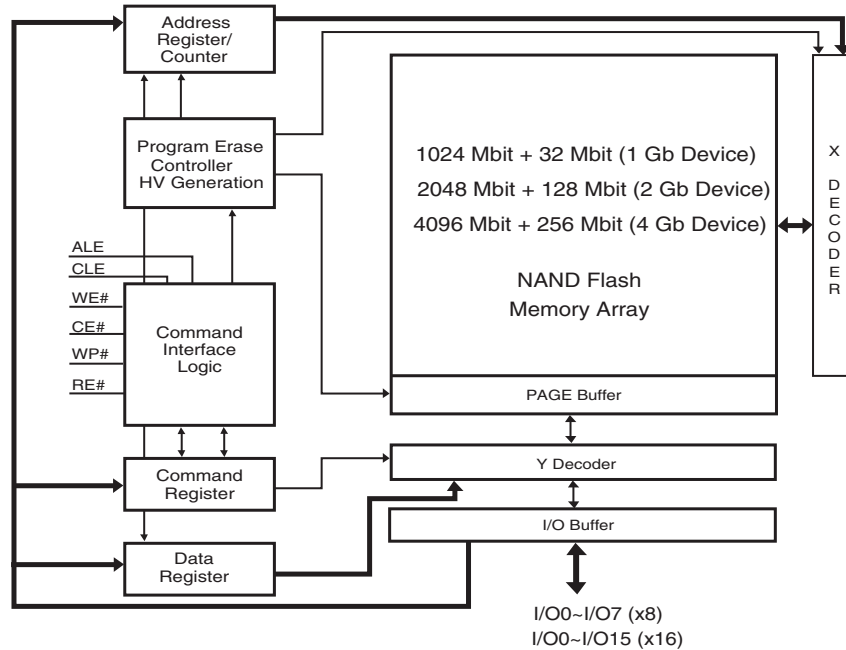 Address
Register/
Counter
Program Erase
Controller
HV Generation
ALE
CLE
WE#
CE#
WP#
RE#
Command
Interface
Logic
Command
Register
Data
Register
1024 Mbit + 32 Mbit (1 Gb Device)
2048 Mbit + 128 Mbit (2 Gb Device)
4096 Mbit + 256 Mbit (4 Gb Device)
NAND Flash
Memory Array
PAGE Buffer
Y Decoder
I/O Buffer
I/O0~I/O7 (x8)
I/O0~I/O15 (x16)
X
D
E
C
O
D
E
R